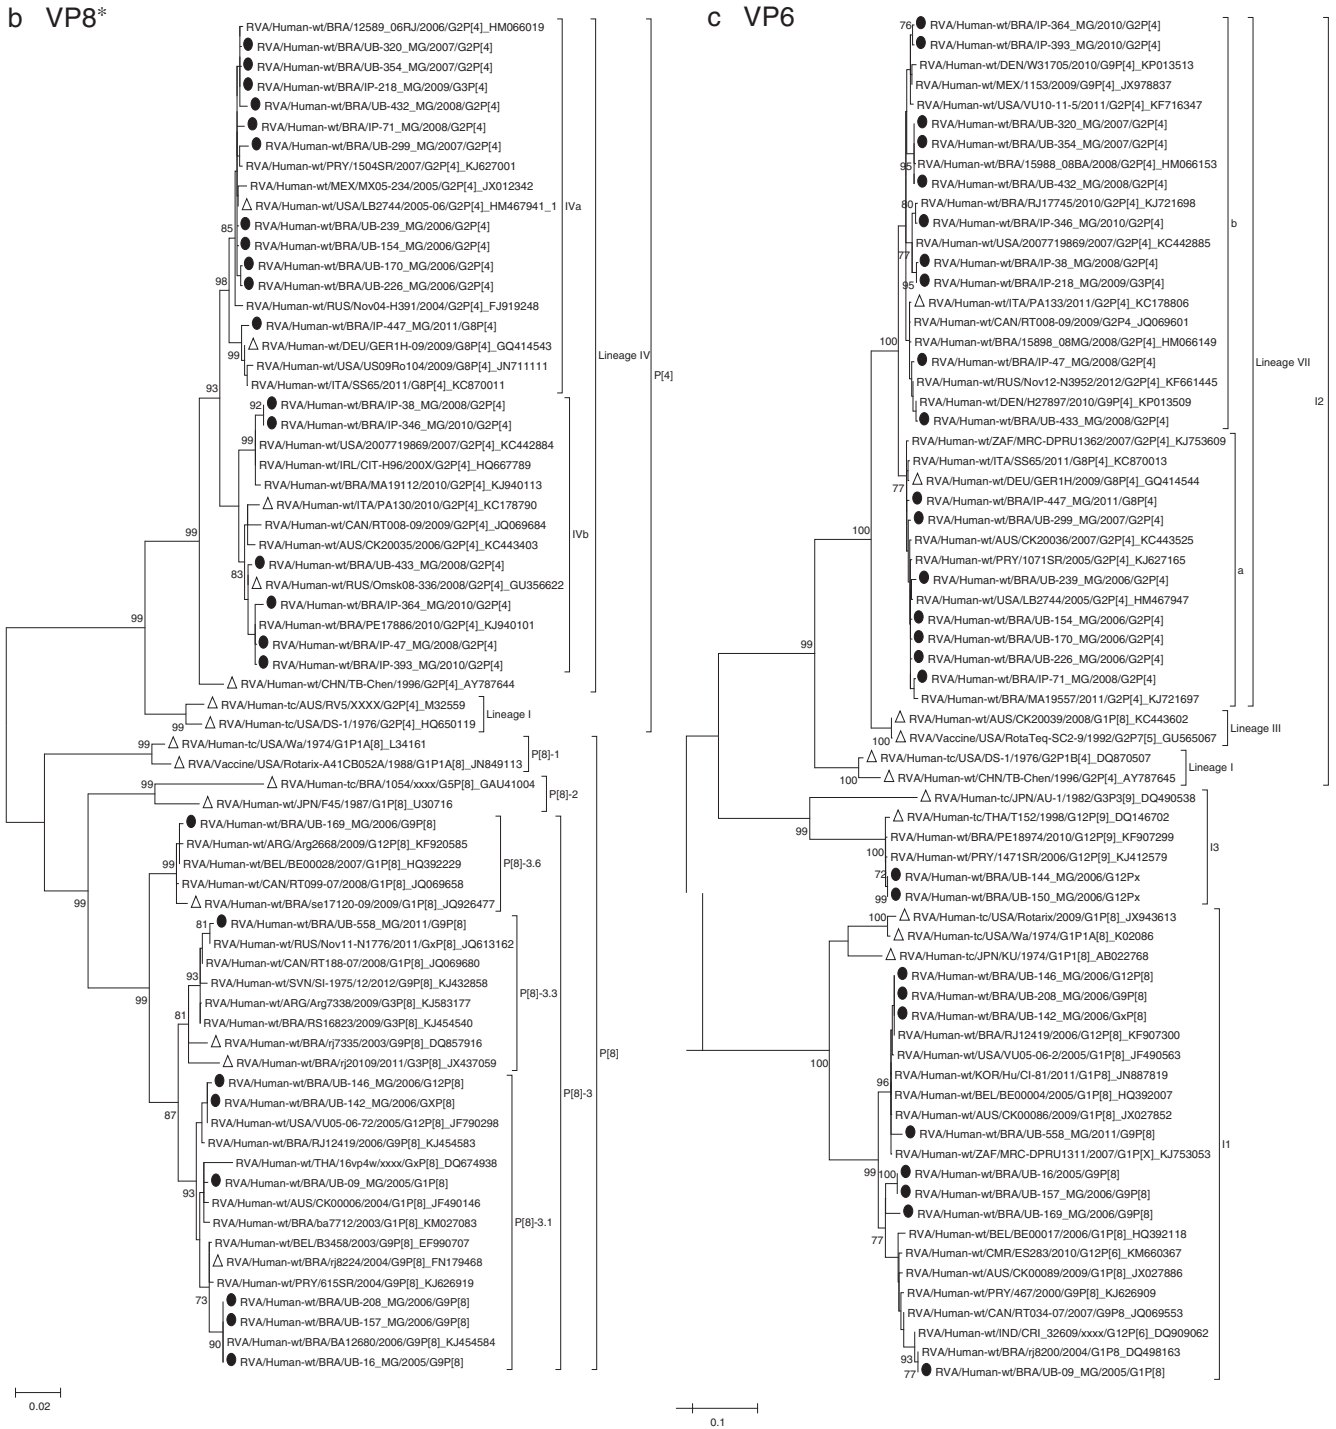 b VP8*
RVA/Human-wt/BRA/12589_06RJ/2006/G2P[4]_HM066019
RVA/Human-wt/BRA/UB-320_MG/2007/G2P[4]
RVA/Human-wt/BRA/UB-354_MG/2007/G2P[4]
RVA/Human-wt/BRA/IP-218_MG/2009/G3P[4]
RVA/Human-wt/BRA/UB-432_MG/2008/G2P[4]
RVA/Human-wt/BRA/IP-71_MG/2008/G2P[4]
RVA/Human-wt/BRA/UB-299_MG/2007/G2P[4]
RVA/Human-wt/PRY/1504SR/2007/G2P[4]_KJ627001
RVA/Human-wt/MEX/MX05-234/2005/G2P[4]_JX012342
RVA/Human-wt/USA/LB2744/2005-06/G2P[4]_HM467941_1
IVa
85
RVA/Human-wt/BRA/UB-239_MG/2006/G2P[4]
RVA/Human-wt/BRA/UB-154_MG/2006/G2P[4]
RVA/Human-wt/BRA/UB-170_MG/2006/G2P[4]
98
RVA/Human-wt/BRA/UB-226_MG/2006/G2P[4]
RVA/Human-wt/RUS/Nov04-H391/2004/G2P[4]_FJ919248
RVA/Human-wt/BRA/IP-447_MG/2011/G8P[4]
RVA/Human-wt/DEU/GER1H-09/2009/G8P[4]_GQ414543
99
Lineage IV
RVA/Human-wt/USA/US09Ro104/2009/G8P[4]_JN711111
P[4]
RVA/Human-wt/ITA/SS65/2011/G8P[4]_KC870011
93
92
RVA/Human-wt/BRA/IP-38_MG/2008/G2P[4]
RVA/Human-wt/BRA/IP-346_MG/2010/G2P[4]
99
RVA/Human-wt/USA/2007719869/2007/G2P[4]_KC442884
RVA/Human-wt/IRL/CIT-H96/200X/G2P[4]_HQ667789
RVA/Human-wt/BRA/MA19112/2010/G2P[4]_KJ940113
RVA/Human-wt/ITA/PA130/2010/G2P[4]_KC178790
RVA/Human-wt/CAN/RT008-09/2009/G2P[4]_JQ069684
99
IVb
RVA/Human-wt/AUS/CK20035/2006/G2P[4]_KC443403
RVA/Human-wt/BRA/UB-433_MG/2008/G2P[4]
83
RVA/Human-wt/RUS/Omsk08-336/2008/G2P[4]_GU356622
RVA/Human-wt/BRA/IP-364_MG/2010/G2P[4]
99
RVA/Human-wt/BRA/PE17886/2010/G2P[4]_KJ940101
RVA/Human-wt/BRA/IP-47_MG/2008/G2P[4]
RVA/Human-wt/BRA/IP-393_MG/2010/G2P[4]
RVA/Human-wt/CHN/TB-Chen/1996/G2P[4]_AY787644
RVA/Human-tc/AUS/RV5/XXXX/G2P[4]_M32559
Lineage I
99
RVA/Human-tc/USA/DS-1/1976/G2P[4]_HQ650119
99
RVA/Human-tc/USA/Wa/1974/G1P1A[8]_L34161
P[8]-1
RVA/Vaccine/USA/Rotarix-A41CB052A/1988/G1P1A[8]_JN849113
99
RVA/Human-tc/BRA/1054/xxxx/G5P[8]_GAU41004
P[8]-2
RVA/Human-wt/JPN/F45/1987/G1P[8]_U30716
RVA/Human-wt/BRA/UB-169_MG/2006/G9P[8]
RVA/Human-wt/ARG/Arg2668/2009/G12P[8]_KF920585
99
RVA/Human-wt/BEL/BE00028/2007/G1P[8]_HQ392229
P[8]-3.6
RVA/Human-wt/CAN/RT099-07/2008/G1P[8]_JQ069658
99
RVA/Human-wt/BRA/se17120-09/2009/G1P[8]_JQ926477
81
RVA/Human-wt/BRA/UB-558_MG/2011/G9P[8]
RVA/Human-wt/RUS/Nov11-N1776/2011/GxP[8]_JQ613162
RVA/Human-wt/CAN/RT188-07/2008/G1P[8]_JQ069680
93
RVA/Human-wt/SVN/SI-1975/12/2012/G9P[8]_KJ432858
P[8]-3.3
99
RVA/Human-wt/ARG/Arg7338/2009/G3P[8]_KJ583177
81
RVA/Human-wt/BRA/RS16823/2009/G3P[8]_KJ454540
RVA/Human-wt/BRA/rj7335/2003/G9P[8]_DQ857916
P[8]
RVA/Human-wt/BRA/rj20109/2011/G3P[8]_JX437059
RVA/Human-wt/BRA/UB-146_MG/2006/G12P[8]
P[8]-3
RVA/Human-wt/BRA/UB-142_MG/2006/GXP[8]
87
RVA/Human-wt/USA/VU05-06-72/2005/G12P[8]_JF790298
RVA/Human-wt/BRA/RJ12419/2006/G9P[8]_KJ454583
RVA/Human-wt/THA/16vp4w/xxxx/GxP[8]_DQ674938
RVA/Human-wt/BRA/UB-09_MG/2005/G1P[8]
93
RVA/Human-wt/AUS/CK00006/2004/G1P[8]_JF490146
RVA/Human-wt/BRA/ba7712/2003/G1P[8]_KM027083
P[8]-3.1
RVA/Human-wt/BEL/B3458/2003/G9P[8]_EF990707
RVA/Human-wt/BRA/rj8224/2004/G9P[8]_FN179468
RVA/Human-wt/PRY/615SR/2004/G9P[8]_KJ626919
73
RVA/Human-wt/BRA/UB-208_MG/2006/G9P[8]
RVA/Human-wt/BRA/UB-157_MG/2006/G9P[8]
90
RVA/Human-wt/BRA/BA12680/2006/G9P[8]_KJ454584
RVA/Human-wt/BRA/UB-16_MG/2005/G9P[8]
0.02
c VP6
76
RVA/Human-wt/BRA/IP-364_MG/2010/G2P[4]
RVA/Human-wt/BRA/IP-393_MG/2010/G2P[4]
RVA/Human-wt/DEN/W31705/2010/G9P[4]_KP013513
RVA/Human-wt/MEX/1153/2009/G9P[4]_JX978837
RVA/Human-wt/USA/VU10-11-5/2011/G2P[4]_KF716347
RVA/Human-wt/BRA/UB-320_MG/2007/G2P[4]
RVA/Human-wt/BRA/UB-354_MG/2007/G2P[4]
95
RVA/Human-wt/BRA/15988_08BA/2008/G2P[4]_HM066153
RVA/Human-wt/BRA/UB-432_MG/2008/G2P[4]
80
RVA/Human-wt/BRA/RJ17745/2010/G2P[4]_KJ721698
RVA/Human-wt/BRA/IP-346_MG/2010/G2P[4]
b
RVA/Human-wt/USA/2007719869/2007/G2P[4]_KC442885
77
RVA/Human-wt/BRA/IP-38_MG/2008/G2P[4]
95
RVA/Human-wt/BRA/IP-218_MG/2009/G3P[4]
RVA/Human-wt/ITA/PA133/2011/G2P[4]_KC178806
RVA/Human-wt/CAN/RT008-09/2009/G2P4_JQ069601
100
RVA/Human-wt/BRA/15898_08MG/2008/G2P[4]_HM066149
RVA/Human-wt/BRA/IP-47_MG/2008/G2P[4]
Lineage VII
RVA/Human-wt/RUS/Nov12-N3952/2012/G2P[4]_KF661445
RVA/Human-wt/DEN/H27897/2010/G9P[4]_KP013509
I2
RVA/Human-wt/BRA/UB-433_MG/2008/G2P[4]
RVA/Human-wt/ZAF/MRC-DPRU1362/2007/G2P[4]_KJ753609
RVA/Human-wt/ITA/SS65/2011/G8P[4]_KC870013
77
RVA/Human-wt/DEU/GER1H/2009/G8P[4]_GQ414544
RVA/Human-wt/BRA/IP-447_MG/2011/G8P[4]
RVA/Human-wt/BRA/UB-299_MG/2007/G2P[4]
100
RVA/Human-wt/AUS/CK20036/2007/G2P[4]_KC443525
RVA/Human-wt/PRY/1071SR/2005/G2P[4]_KJ627165
a
RVA/Human-wt/BRA/UB-239_MG/2006/G2P[4]
RVA/Human-wt/USA/LB2744/2005/G2P[4]_HM467947
RVA/Human-wt/BRA/UB-154_MG/2006/G2P[4]
RVA/Human-wt/BRA/UB-170_MG/2006/G2P[4]
99
RVA/Human-wt/BRA/UB-226_MG/2006/G2P[4]
RVA/Human-wt/BRA/IP-71_MG/2008/G2P[4]
RVA/Human-wt/BRA/MA19557/2011/G2P[4]_KJ721697
RVA/Human-wt/AUS/CK20039/2008/G1P[8]_KC443602
Lineage III
100
RVA/Vaccine/USA/RotaTeq-SC2-9/1992/G2P7[5]_GU565067
RVA/Human-tc/USA/DS-1/1976/G2P1B[4]_DQ870507
Lineage I
100
RVA/Human-wt/CHN/TB-Chen/1996/G2P[4]_AY787645
RVA/Human-tc/JPN/AU-1/1982/G3P3[9]_DQ490538
RVA/Human-tc/THA/T152/1998/G12P[9]_DQ146702
99
RVA/Human-wt/BRA/PE18974/2010/G12P[9]_KF907299
I3
100
RVA/Human-wt/PRY/1471SR/2006/G12P[9]_KJ412579
72
RVA/Human-wt/BRA/UB-144_MG/2006/G12Px
99
RVA/Human-wt/BRA/UB-150_MG/2006/G12Px
100
RVA/Human-tc/USA/Rotarix/2009/G1P[8]_JX943613
RVA/Human-tc/USA/Wa/1974/G1P1A[8]_K02086
RVA/Human-tc/JPN/KU/1974/G1P1[8]_AB022768
RVA/Human-wt/BRA/UB-146_MG/2006/G12P[8]
RVA/Human-wt/BRA/UB-208_MG/2006/G9P[8]
RVA/Human-wt/BRA/UB-142_MG/2006/GxP[8]
RVA/Human-wt/BRA/RJ12419/2006/G12P[8]_KF907300
100
RVA/Human-wt/USA/VU05-06-2/2005/G1P[8]_JF490563
RVA/Human-wt/KOR/Hu/CI-81/2011/G1P8]_JN887819
96
RVA/Human-wt/BEL/BE00004/2005/G1P[8]_HQ392007
RVA/Human-wt/AUS/CK00086/2009/G1P[8]_JX027852
RVA/Human-wt/BRA/UB-558_MG/2011/G9P[8]
I1
RVA/Human-wt/ZAF/MRC-DPRU1311/2007/G1P[X]_KJ753053
99
100
RVA/Human-wt/BRA/UB-16/2005/G9P[8]
RVA/Human-wt/BRA/UB-157_MG/2006/G9P[8]
RVA/Human-wt/BRA/UB-169_MG/2006/G9P[8]
77
RVA/Human-wt/BEL/BE00017/2006/G1P[8]_HQ392118
RVA/Human-wt/CMR/ES283/2010/G12P[6]_KM660367
RVA/Human-wt/AUS/CK00089/2009/G1P[8]_JX027886
RVA/Human-wt/PRY/467/2000/G9P[8]_KJ626909
RVA/Human-wt/CAN/RT034-07/2007/G9P8_JQ069553
RVA/Human-wt/IND/CRI_32609/xxxx/G12P[6]_DQ909062
93
RVA/Human-wt/BRA/rj8200/2004/G1P8_DQ498163
77
RVA/Human-wt/BRA/UB-09_MG/2005/G1P[8]
0.1